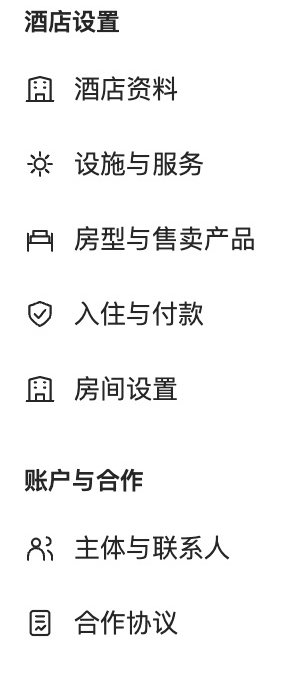 酒店设置
酒店资料
设施与服务
房型与售卖产品
入住与付款
房间设置
账户与合作
主体与联系人
合作协议